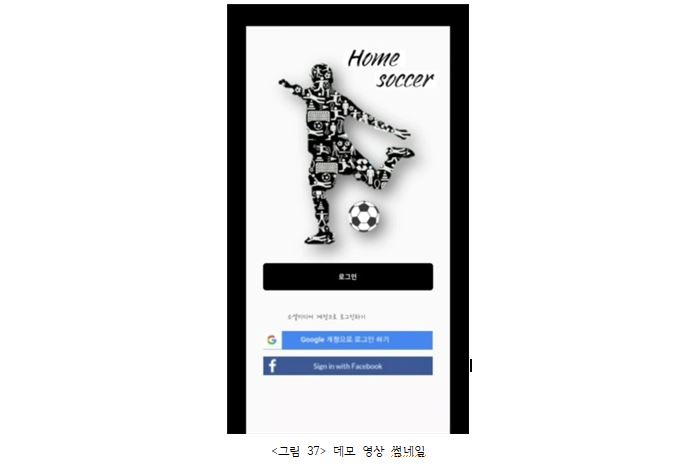 Home
soccer
로그인
소셜미디어 계정으로 로그인하기
Google 계정으로 로그인 하기
Sign in with Facebook
<그림 37> 데모 영상 썸네일